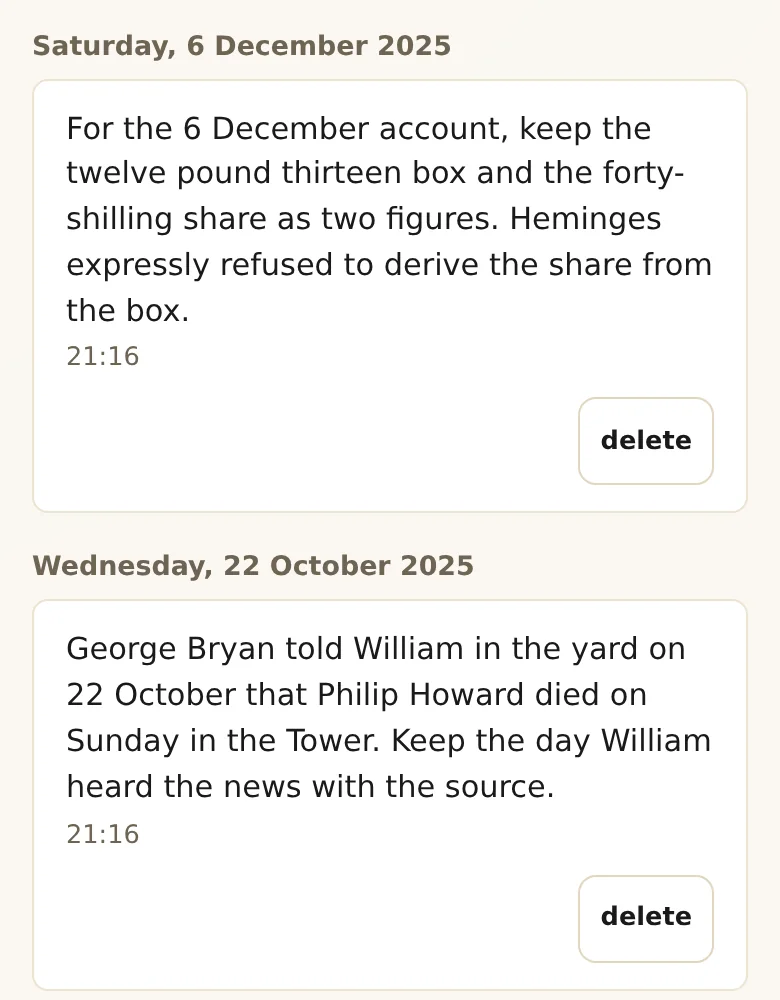 Saturday, 6 December 2025
For the 6 December account, keep the
twelve pound thirteen box and the forty-
shilling share as two figures. Heminges
expressly refused to derive the share from
the box.
21:16
delete
Wednesday, 22 October 2025
George Bryan told William in the yard on
22 October that Philip Howard died on
Sunday in the Tower. Keep the day William
heard the news with the source.
21:16
delete